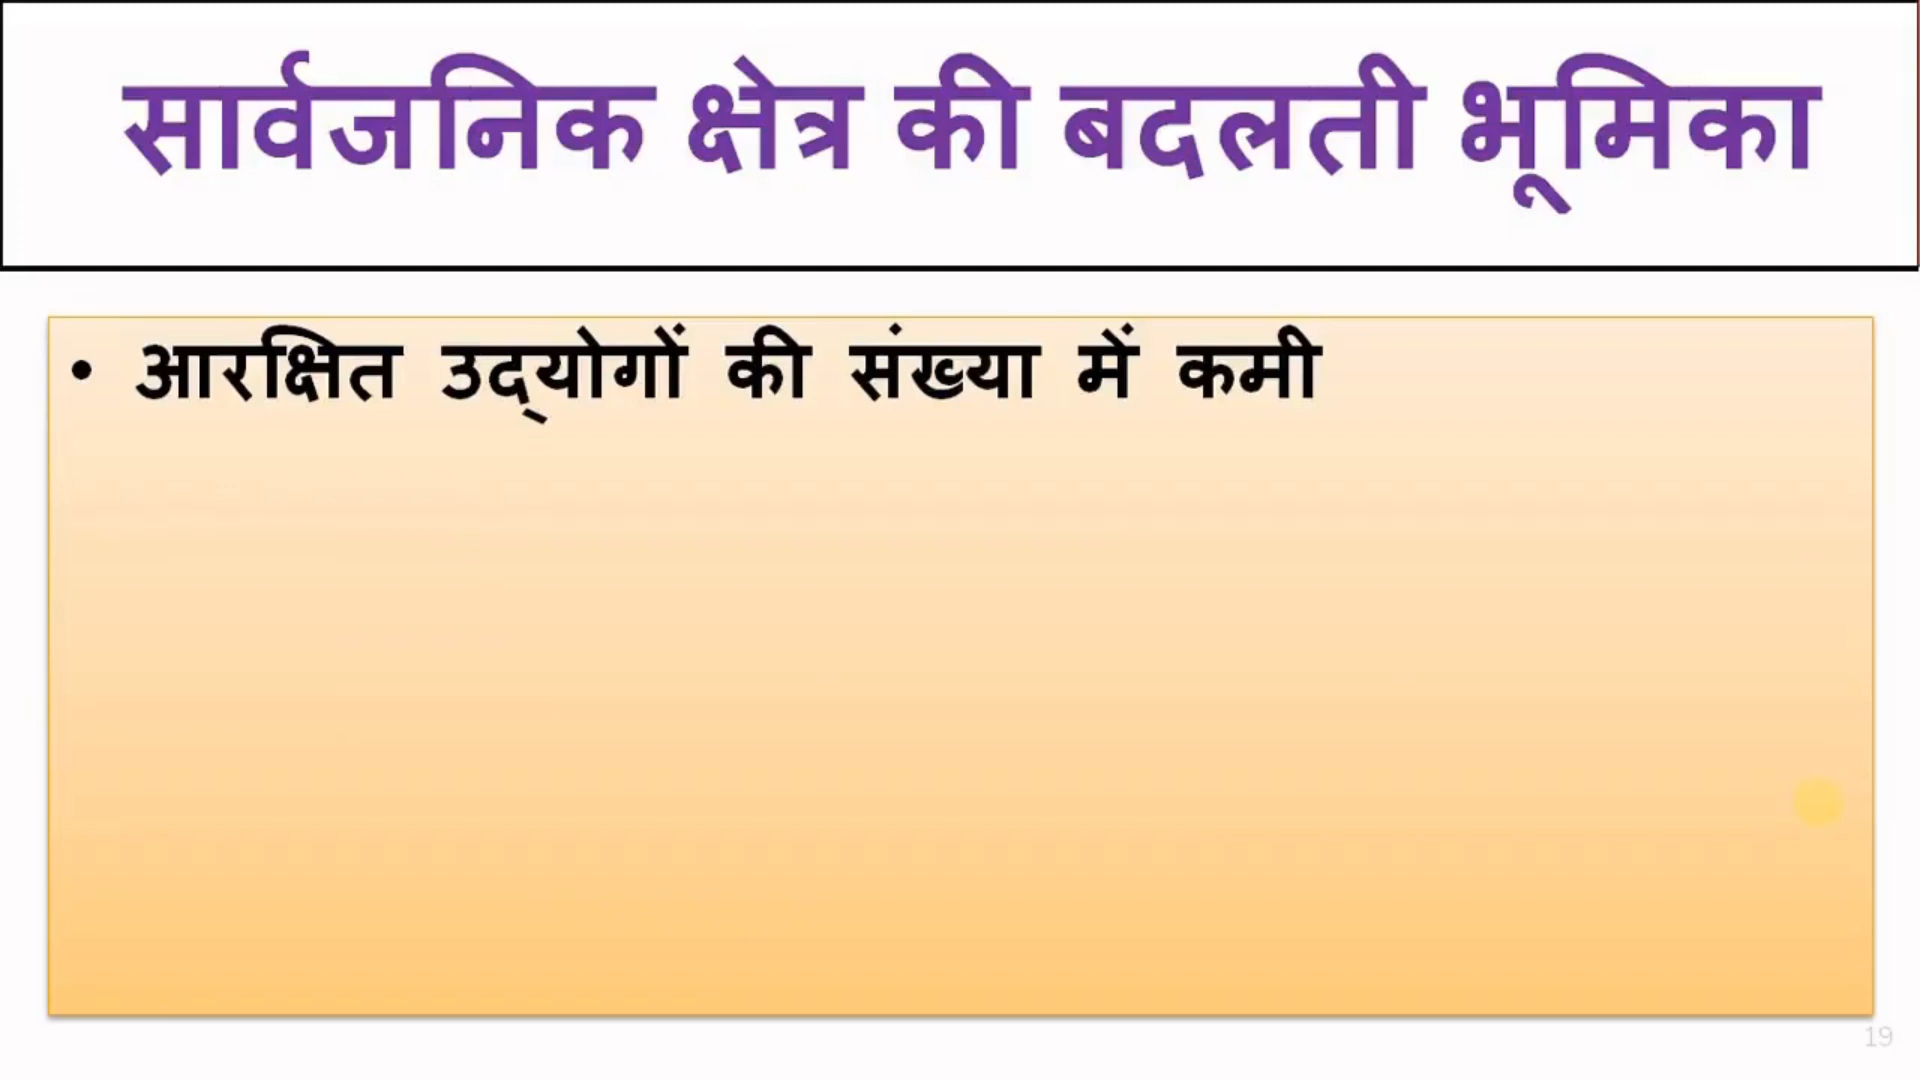 सार्वजनिक क्षेत्र की बदलती भूमिका
• आरक्षित उद्योगों की संख्या में कमी
19